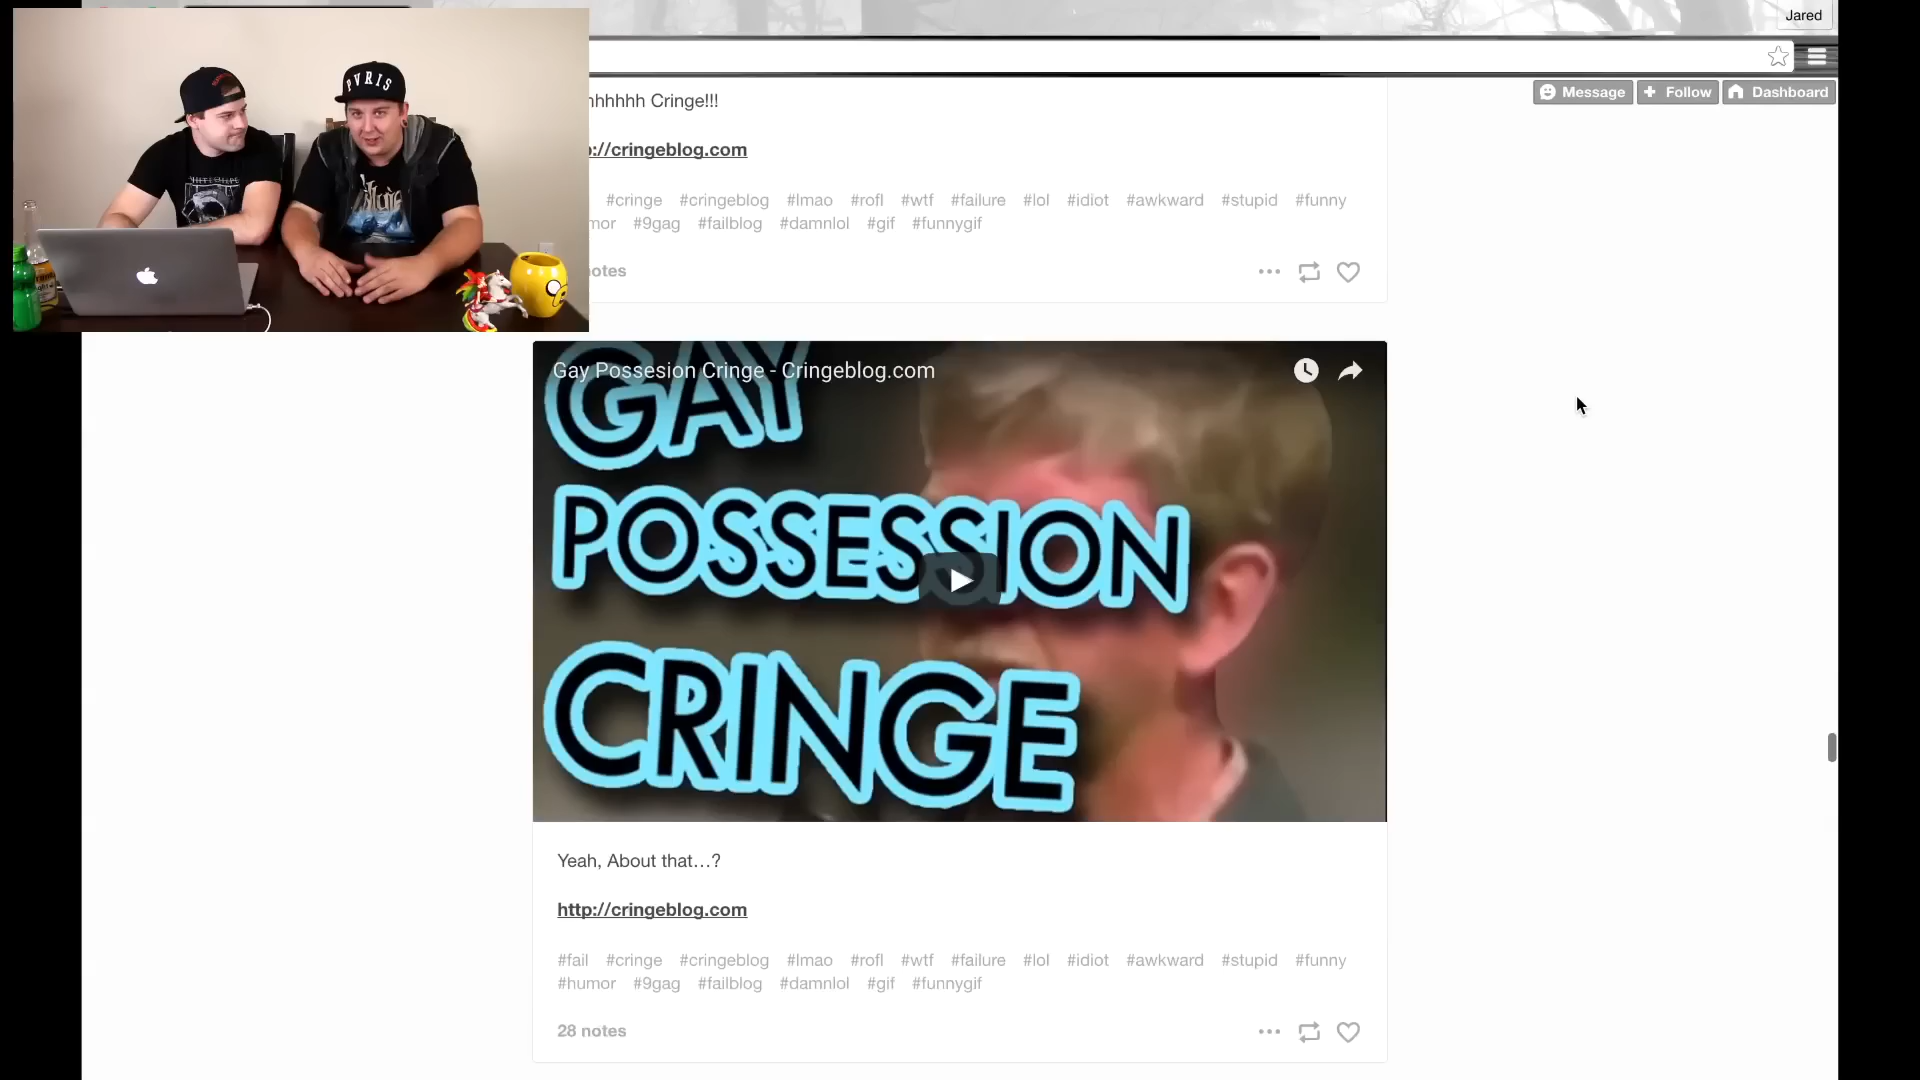 Jared
PVRIS
Message
Follow
Dashboard
Cringe!!!
://cringeblog.com
#cringe #cringeblog #lmao #rofl #wtf #failure #lol #idiot #awkward #stupid #funny
#9gag #failblog #damnlol #gif #funnygif
notes
Gay Possesion Cringe - Cringeblog.com
GAY
POSSESSION
CRINGE
Yeah, About that…?
http://cringeblog.com
#fail #cringe #cringeblog #lmao #rofl #wtf #failure #lol #idiot #awkward #stupid #funny
#humor #9gag #failblog #damnlol #gif #funnygif
28 notes